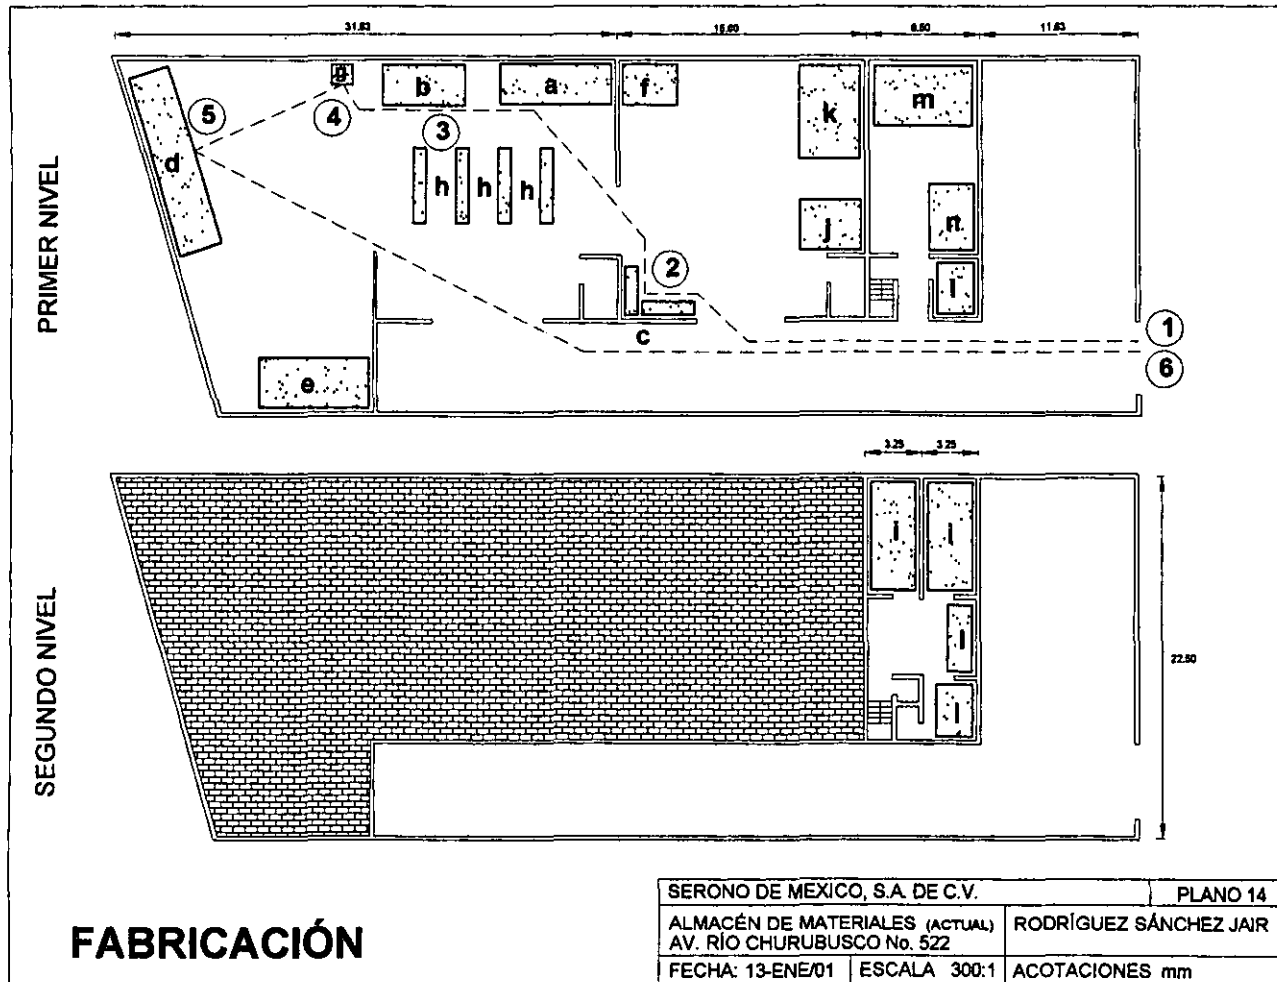 31.63 15.60 6.50 11.63
PRIMER NIVEL
g b a f k m
5 4 3
d h h h
j n l
2
c
1
6
e
SEGUNDO NIVEL
3.25 3.25
i i
l
l
22.50
FABRICACIÓN
SERONO DE MEXICO, S.A. DE C.V. PLANO 14
ALMACÉN DE MATERIALES (ACTUAL) RODRÍGUEZ SÁNCHEZ JAIR
AV. RÍO CHURUBUSCO No. 522
FECHA: 13-ENE/01 ESCALA 300:1 ACOTACIONES mm